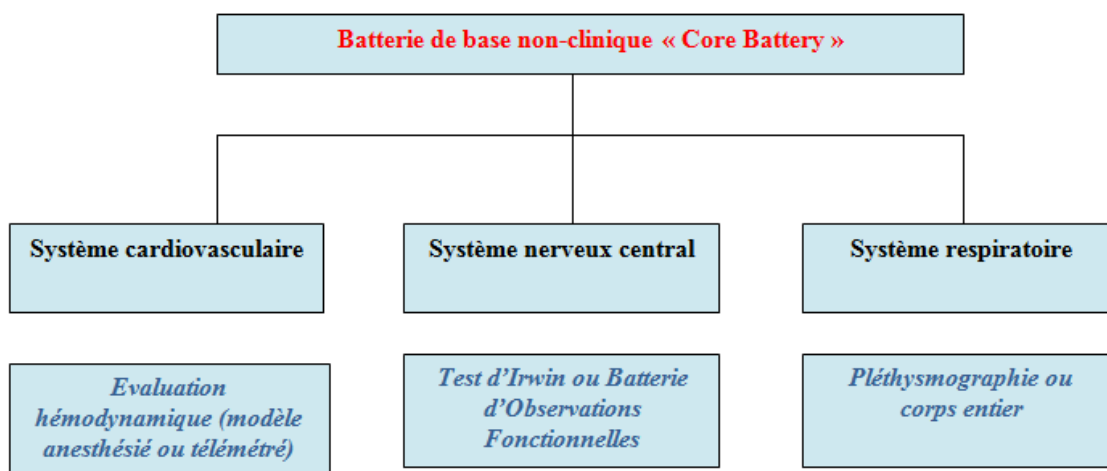 Batterie de base non-clinique « Core Battery »
Système cardiovasculaire
Système nerveux central
Système respiratoire
Evaluation
hémodynamique (modèle
anesthésié ou télémétré)
Test d'Irwin ou Batterie
d'Observations
Fonctionnelles
Pléthysmographie ou
corps entier